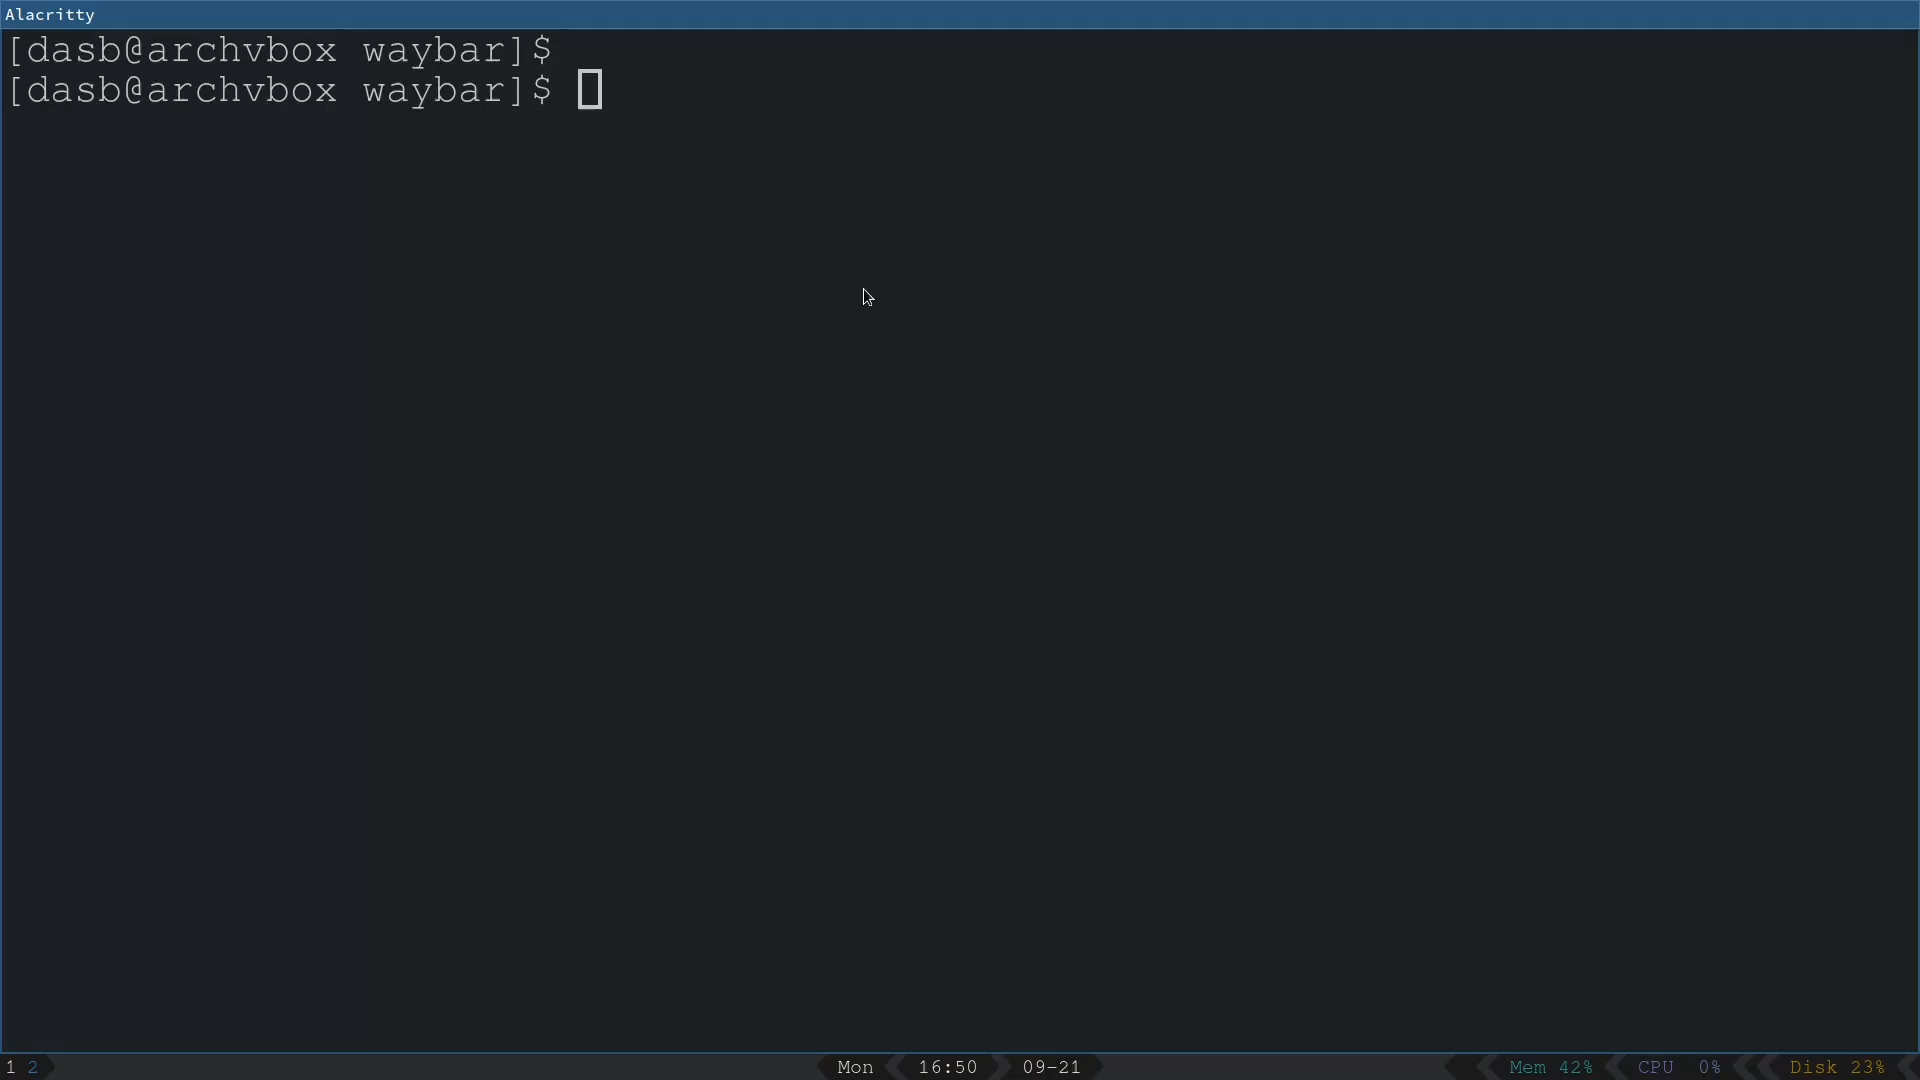 Alacritty
[dasb@archvbox waybar]$
[dasb@archvbox waybar]$
1 2
Mon 16:50 09-21
Mem 42% CPU 0% Disk 23%